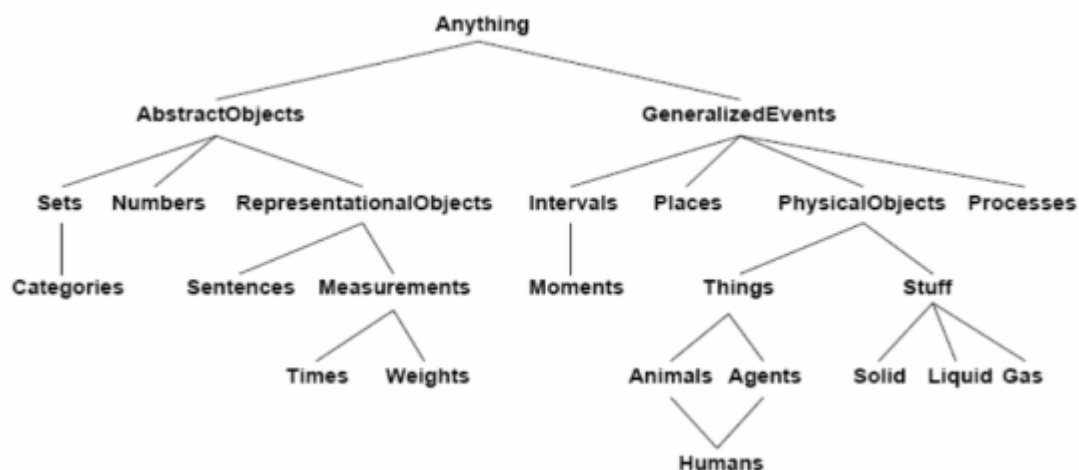 Anything
AbstractObjects GeneralizedEvents
Sets Numbers RepresentationalObjects Intervals Places PhysicalObjects Processes
Categories Sentences Measurements Moments Things Stuff
Times Weights Animals Agents Solid Liquid Gas
Humans